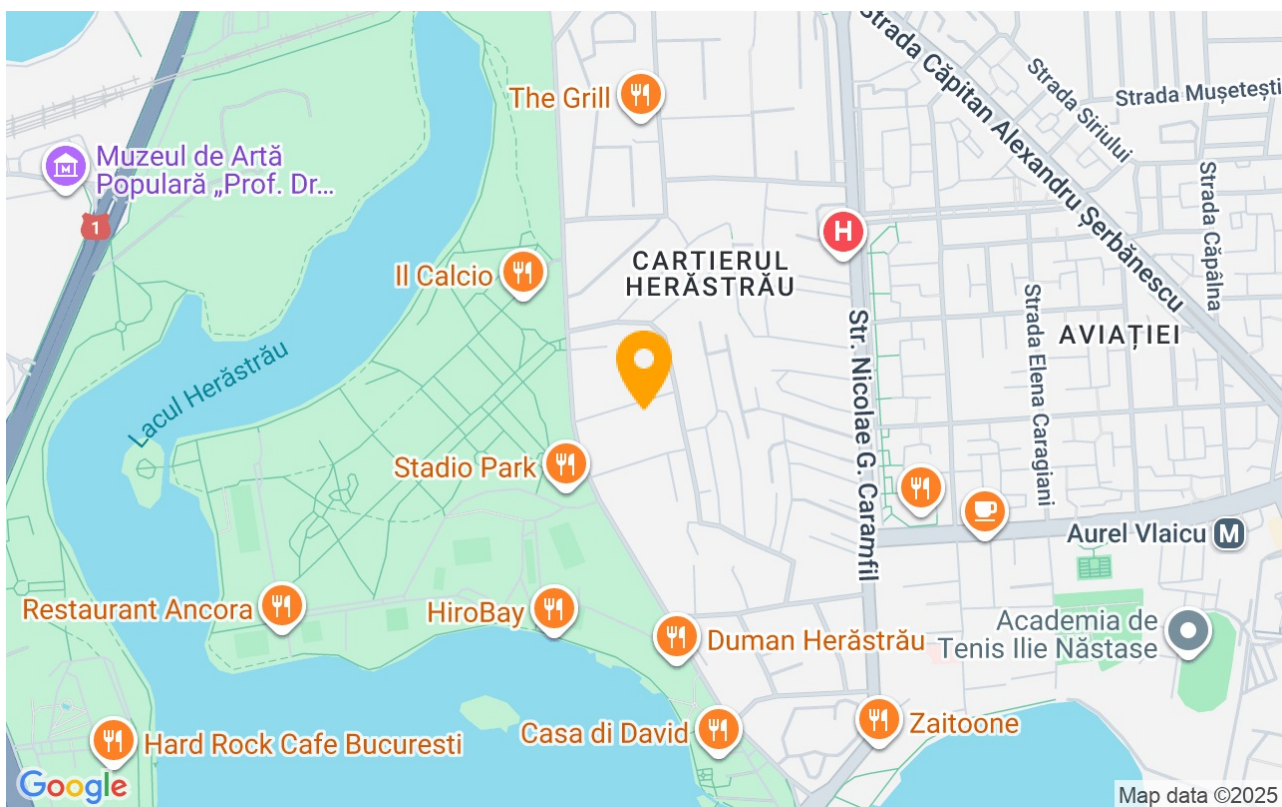 Strada Căpitan Alexandru Șerbănescu
Strada Siriului
Strada Mușetești
The Grill
Muzeul de Artă
Populară „Prof. Dr...
1
Strada Căpâlna
H
CARTIERUL
HERĂSTRĂU
Il Calcio
Str. Nicolae G. Caramfil
Strada Elena Caragiani
AVIAȚIEI
Lacul Herăstrău
Stadio Park
Aurel Vlaicu M
Restaurant Ancora
HiroBay
Duman Herăstrău
Academia de
Tenis Ilie Năstase
Hard Rock Cafe Bucuresti
Casa di David
Zaitoone
Google
Map data ©2025